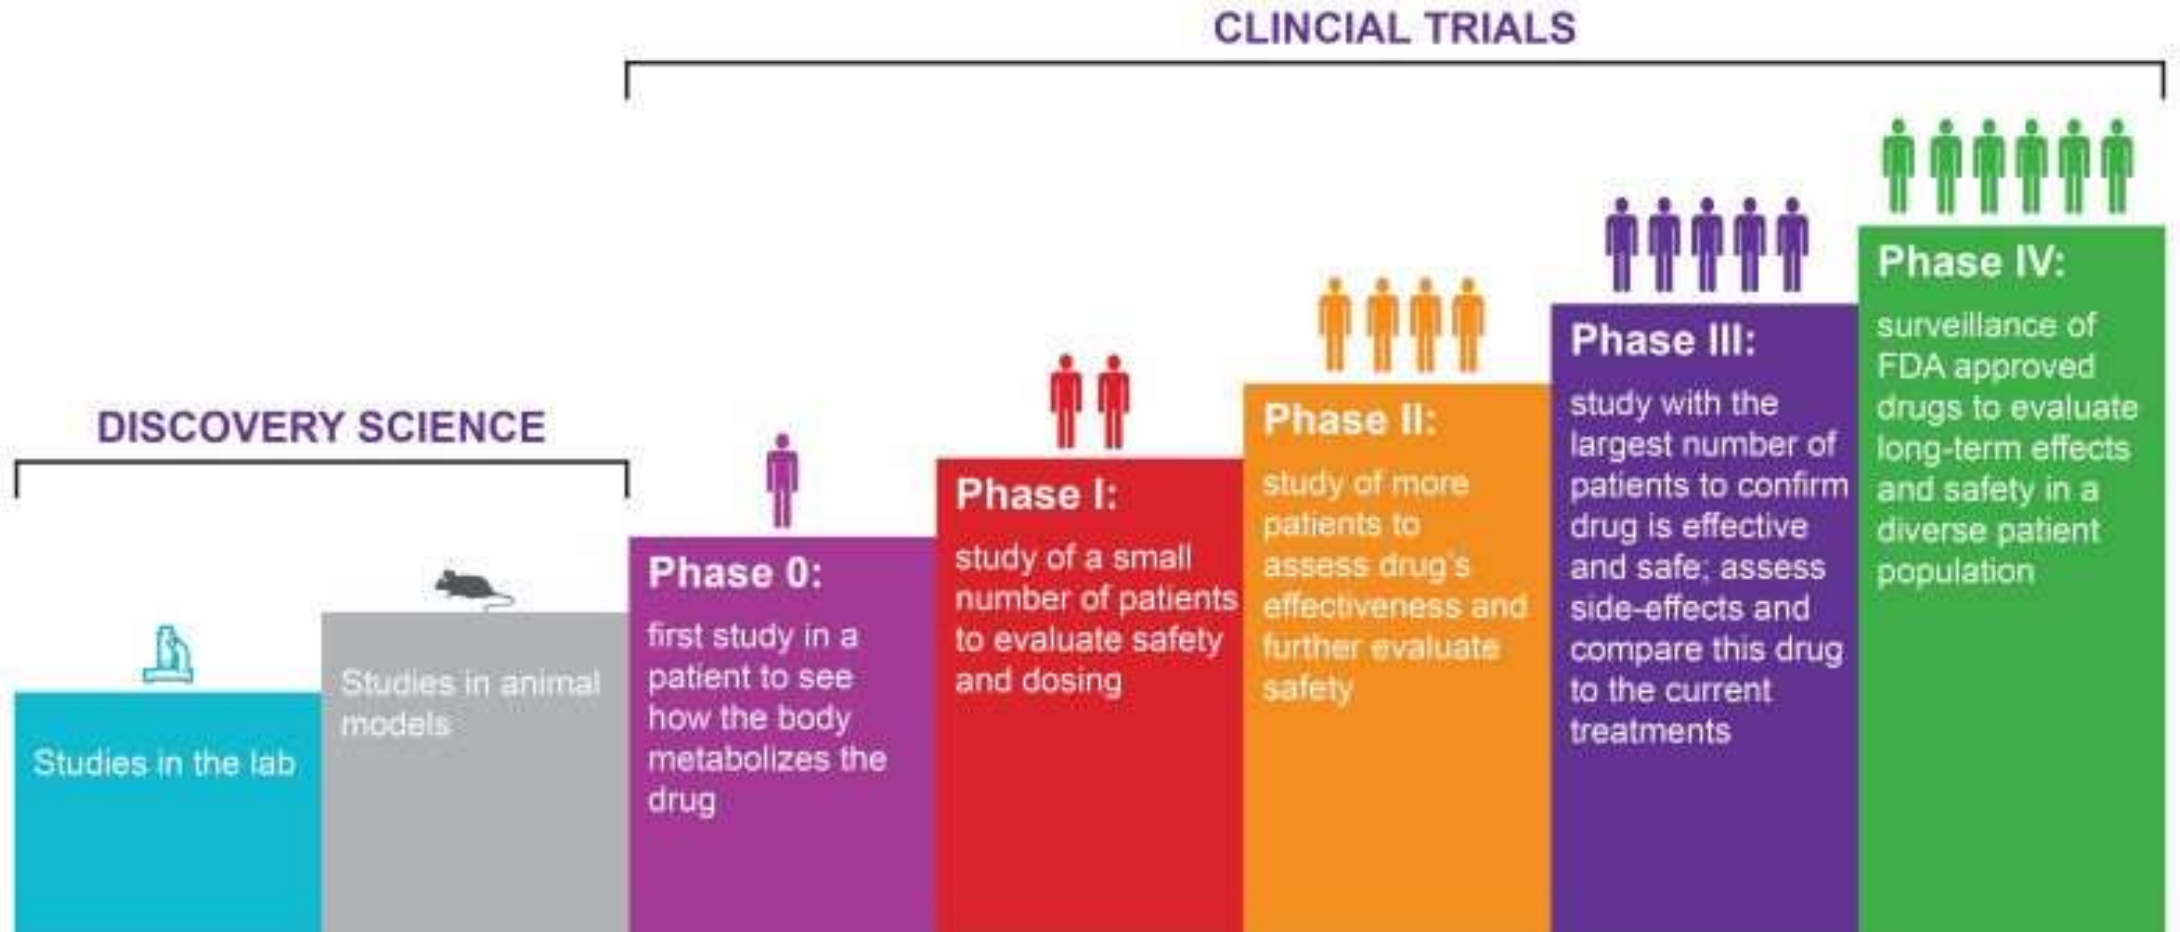 CLINCIAL TRIALS
DISCOVERY SCIENCE
Studies in the lab
Studies in animal
models
Phase 0:
first study in a
patient to see
how the body
metabolizes the
drug
Phase I:
study of a small
number of patients
to evaluate safety
and dosing
Phase II:
study of more
patients to
assess drug's
effectiveness and
further evaluate
safety
Phase III:
study with the
largest number of
patients to confirm
drug is effective
and safe; assess
side-effects and
compare this drug
to the current
treatments
Phase IV:
surveillance of
FDA approved
drugs to evaluate
long-term effects
and safety in a
diverse patient
population